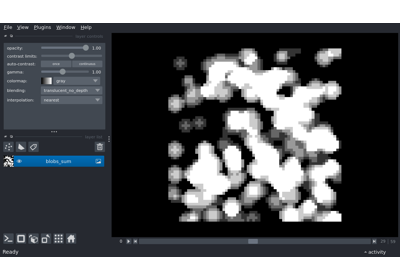 File View Plugins Window Help
opacity: 1.00
contrast limits:
auto-contrast: once continuous
gamma: 1.00
colormap: gray
blending: translucent_no_depth
interpolation: nearest
blobs_sum
Ready
activity